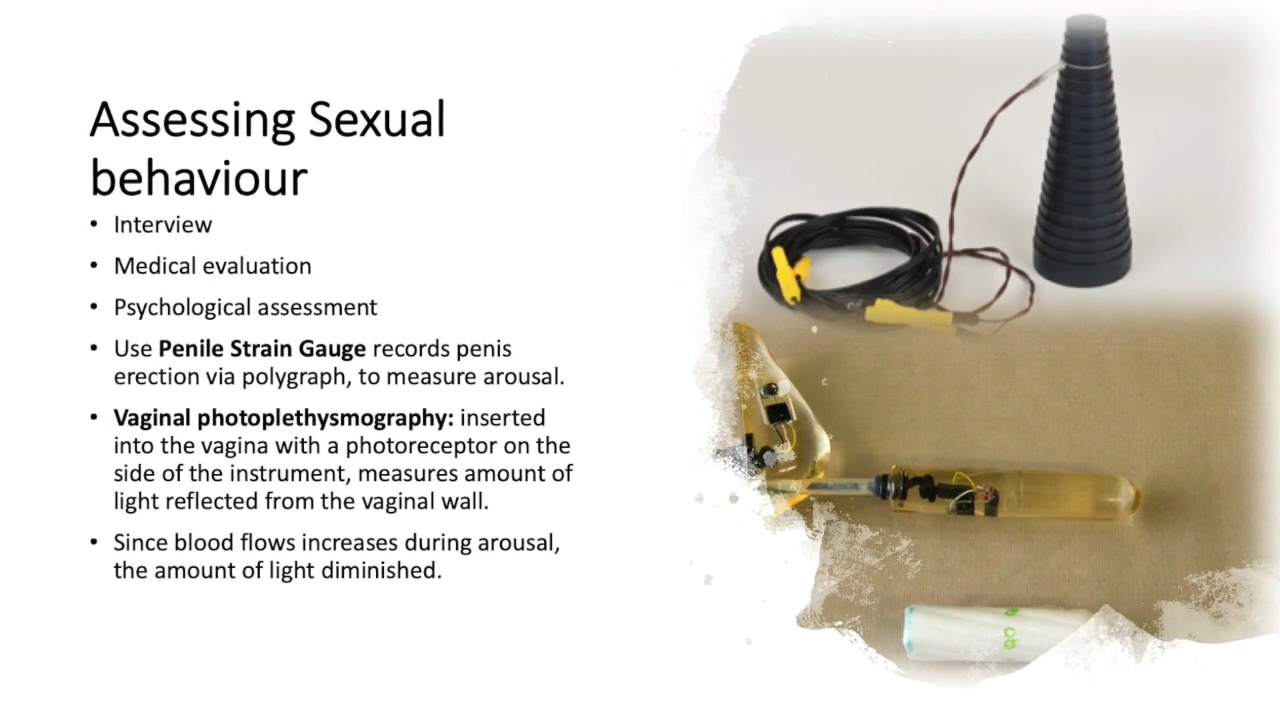 Assessing Sexual
behaviour
• Interview
• Medical evaluation
• Psychological assessment
• Use Penile Strain Gauge records penis
erection via polygraph, to measure arousal.
• Vaginal photoplethysmography: inserted
into the vagina with a photoreceptor on the
side of the instrument, measures amount of
light reflected from the vaginal wall.
• Since blood flows increases during arousal,
the amount of light diminished.